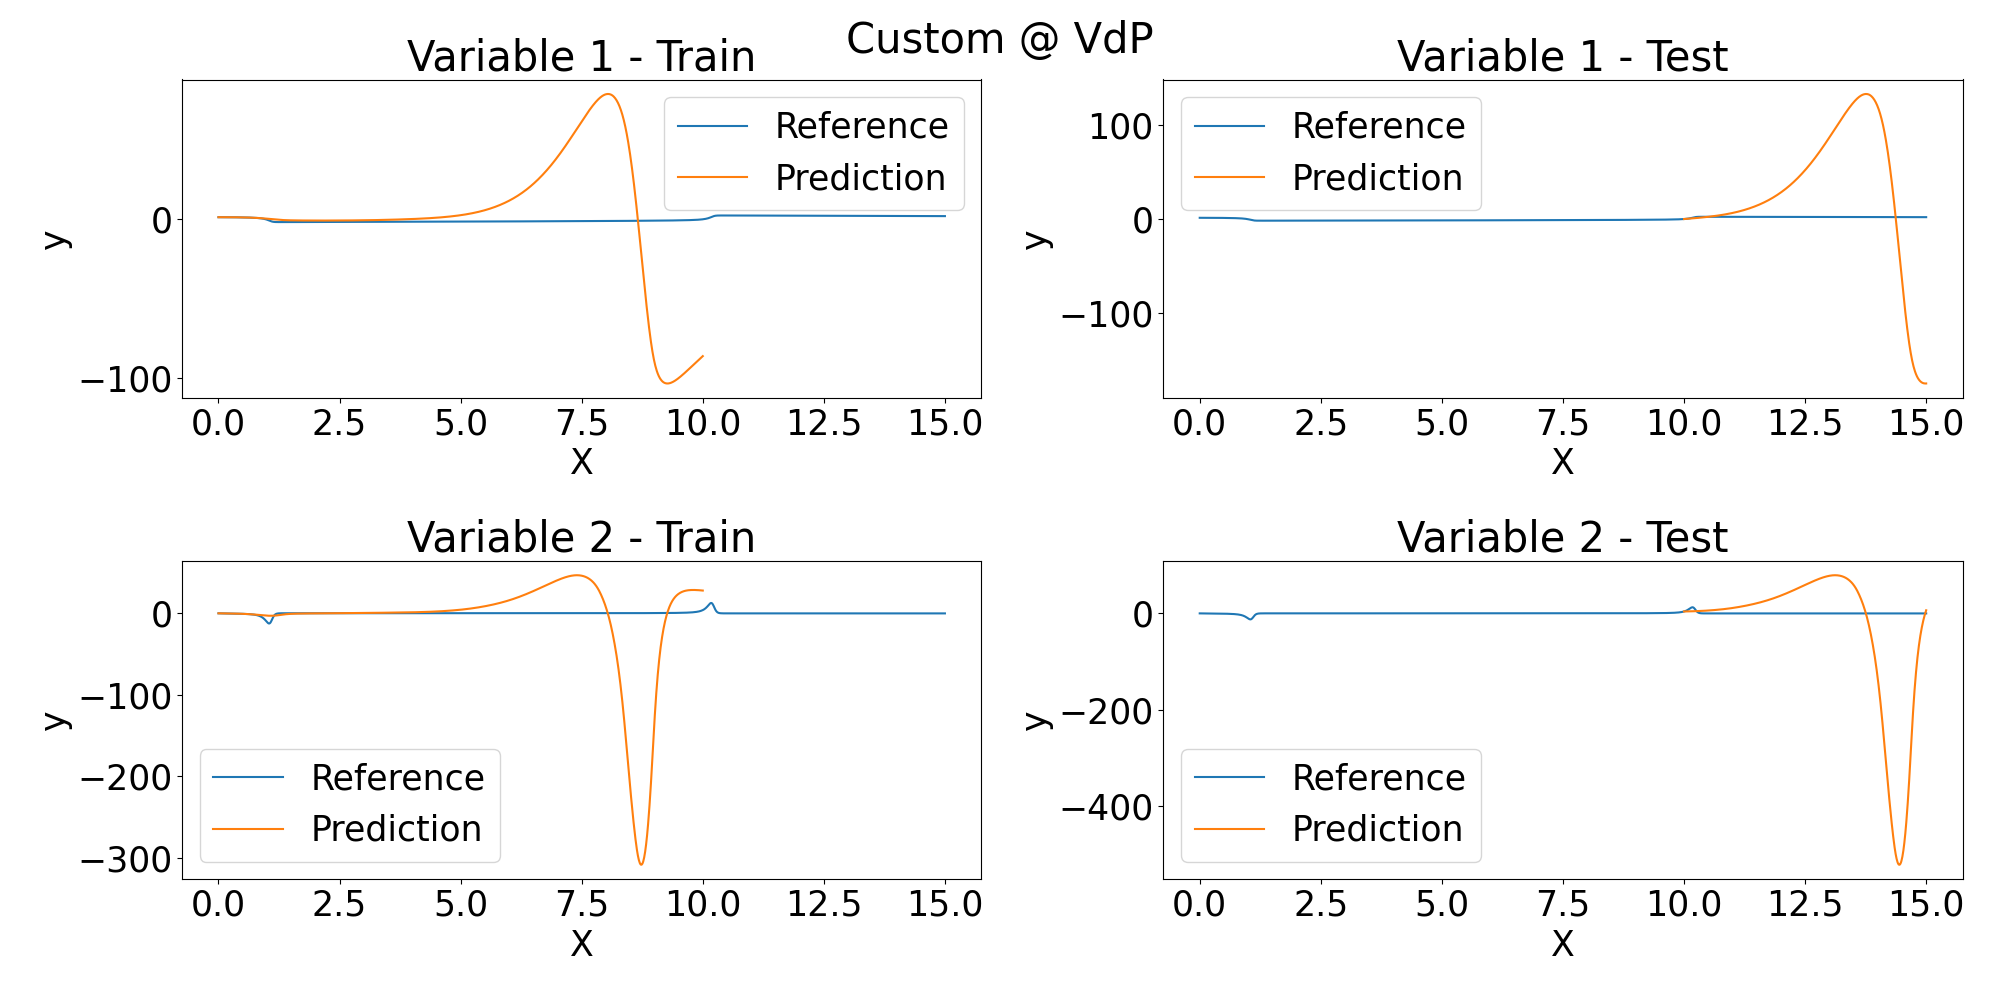 Custom @ VdP
Variable 1 - Train
Reference
Prediction
0
−100
y
0.0 2.5 5.0 7.5 10.0 12.5 15.0
X
Variable 1 - Test
Reference
Prediction
100
0
−100
y
0.0 2.5 5.0 7.5 10.0 12.5 15.0
X
Variable 2 - Train
0
−100
−200
−300
y
Reference
Prediction
0.0 2.5 5.0 7.5 10.0 12.5 15.0
X
Variable 2 - Test
0
−200
−400
y
Reference
Prediction
0.0 2.5 5.0 7.5 10.0 12.5 15.0
X